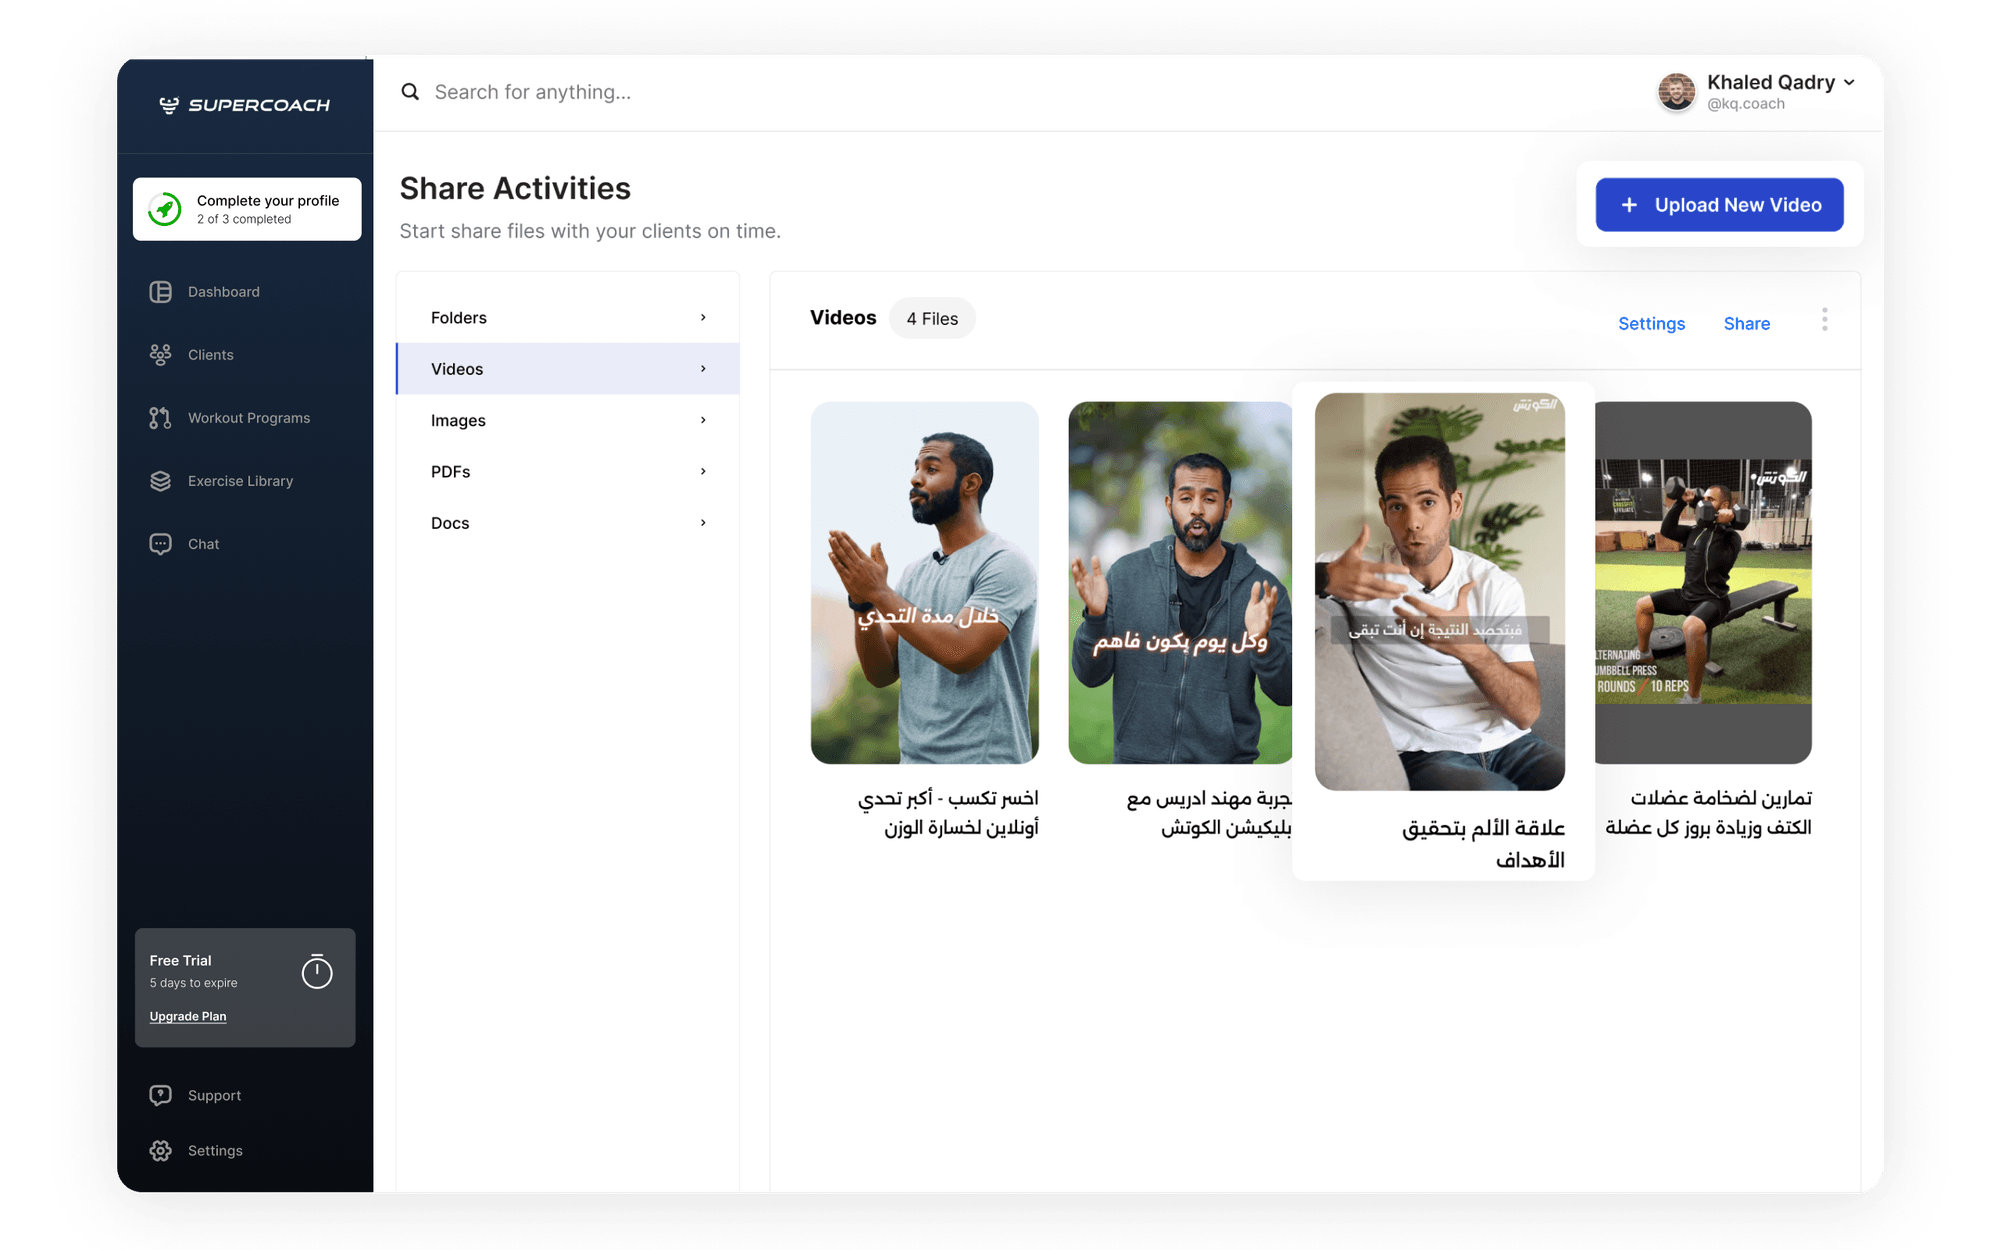 SUPERCOACH
Search for anything...
Khaled Qadry
@kq.coach
Complete your profile
2 of 3 completed
Dashboard
Clients
Workout Programs
Exercise Library
Chat
Free Trial
5 days to expire
Upgrade Plan
Support
Settings
Share Activities
Start share files with your clients on time.
+ Upload New Video
Folders
Videos
Images
PDFs
Docs
Videos
4 Files
Settings
Share
خلال مدة التحدي
اخسر تكسب - أكبر تحدي
أونلاين لخسارة الوزن
وكل يوم يكون فاهم
جربة مهند ادريس مع
بليكيشن الكوتش
الكوتش
فبتحصد النتيجة إن أنت تبقى
علاقة الألم بتحقيق
الأهداف
الكوتش
LTERNATING
UMBBELL PRESS
ROUNDS / 10 REPS
تمارين لضخامة عضلات
الكتف وزيادة بروز كل عضلة